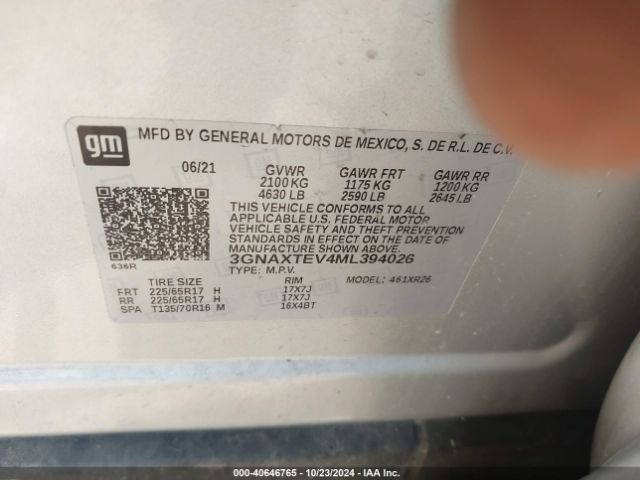 gm
MFD BY GENERAL MOTORS DE MEXICO, S. DE R.L. DE C.V.
06/21 GVWR GAWR FRT GAWR RR
2100 KG 1175 KG 1200 KG
4630 LB 2590 LB 2645 LB
THIS VEHICLE CONFORMS TO ALL
APPLICABLE U.S. FEDERAL MOTOR
VEHICLE SAFETY AND THEFT PREVENTION
STANDARDS IN EFFECT ON THE DATE OF
MANUFACTURE SHOWN ABOVE.
3GNAXTEV4ML394026
636R
TYPE: M.P.V. MODEL: 461XR26
TIRE SIZE RIM
FRT 225/65R17 H 17X7J
RR 225/65R17 H 17X7J
SPA T135/70R16 M 16X4BT
000-40646765 - 10/23/2024 - IAA Inc.